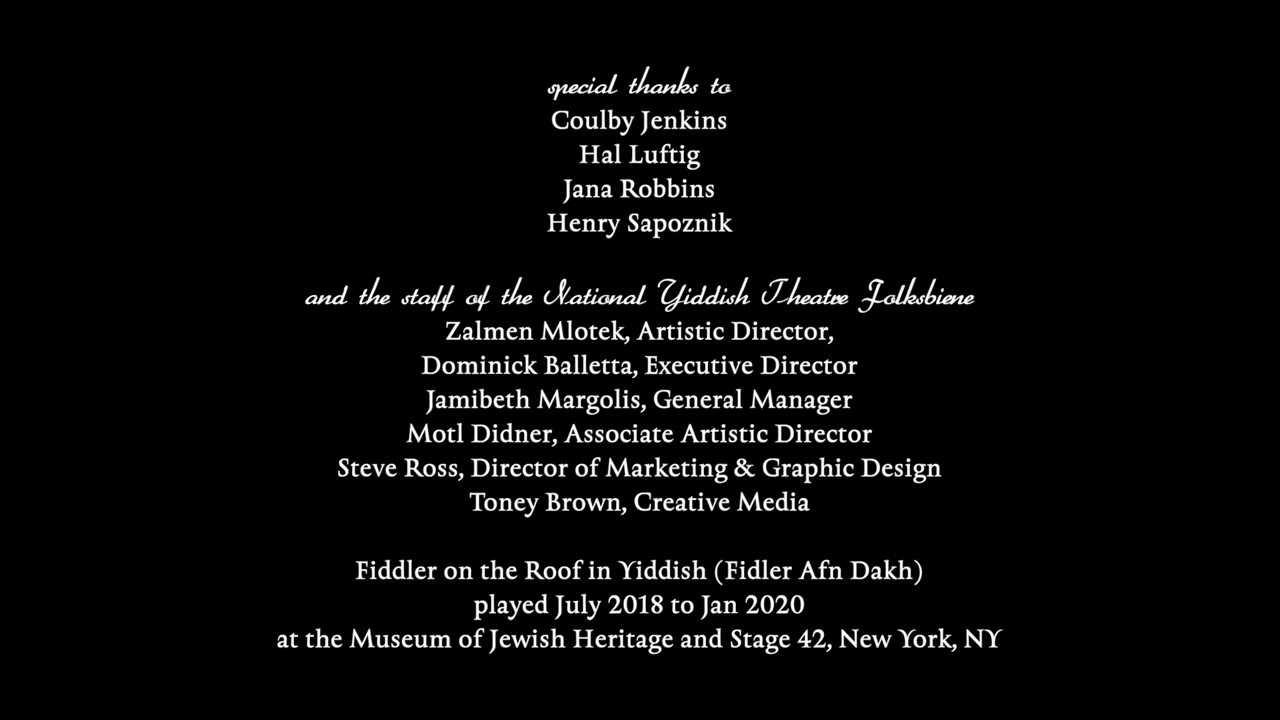 special thanks to
Coulby Jenkins
Hal Luftig
Jana Robbins
Henry Sapoznik
and the staff of the National Yiddish Theatre Folksbiene
Zalmen Mlotek, Artistic Director,
Dominick Balletta, Executive Director
Jamibeth Margolis, General Manager
Motl Didner, Associate Artistic Director
Steve Ross, Director of Marketing & Graphic Design
Toney Brown, Creative Media
Fiddler on the Roof in Yiddish (Fidler Afn Dakh)
played July 2018 to Jan 2020
at the Museum of Jewish Heritage and Stage 42, New York, NY